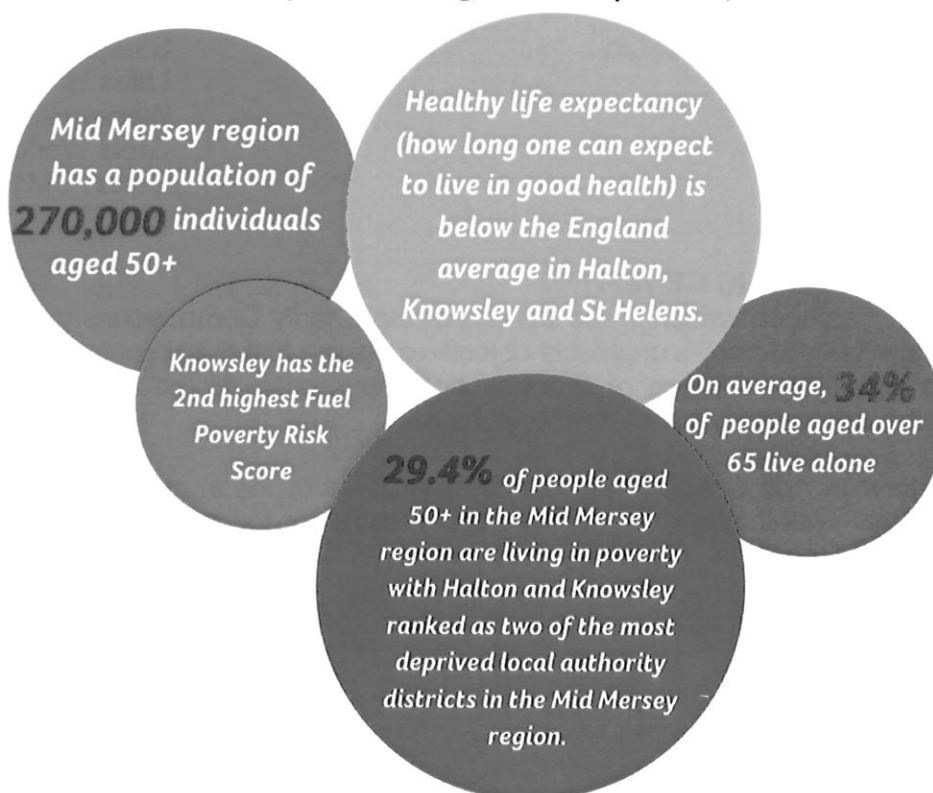 Mid Mersey region
has a population of
270,000 individuals
aged 50+
Healthy life expectancy
(how long one can expect
to live in good health) is
below the England
average in Halton,
Knowsley and St Helens.
Knowsley has the
2nd highest Fuel
Poverty Risk
Score
On average, 34%
of people aged over
65 live alone
29.4% of people aged
50+ in the Mid Mersey
region are living in poverty
with Halton and Knowsley
ranked as two of the most
deprived local authority
districts in the Mid Mersey
region.